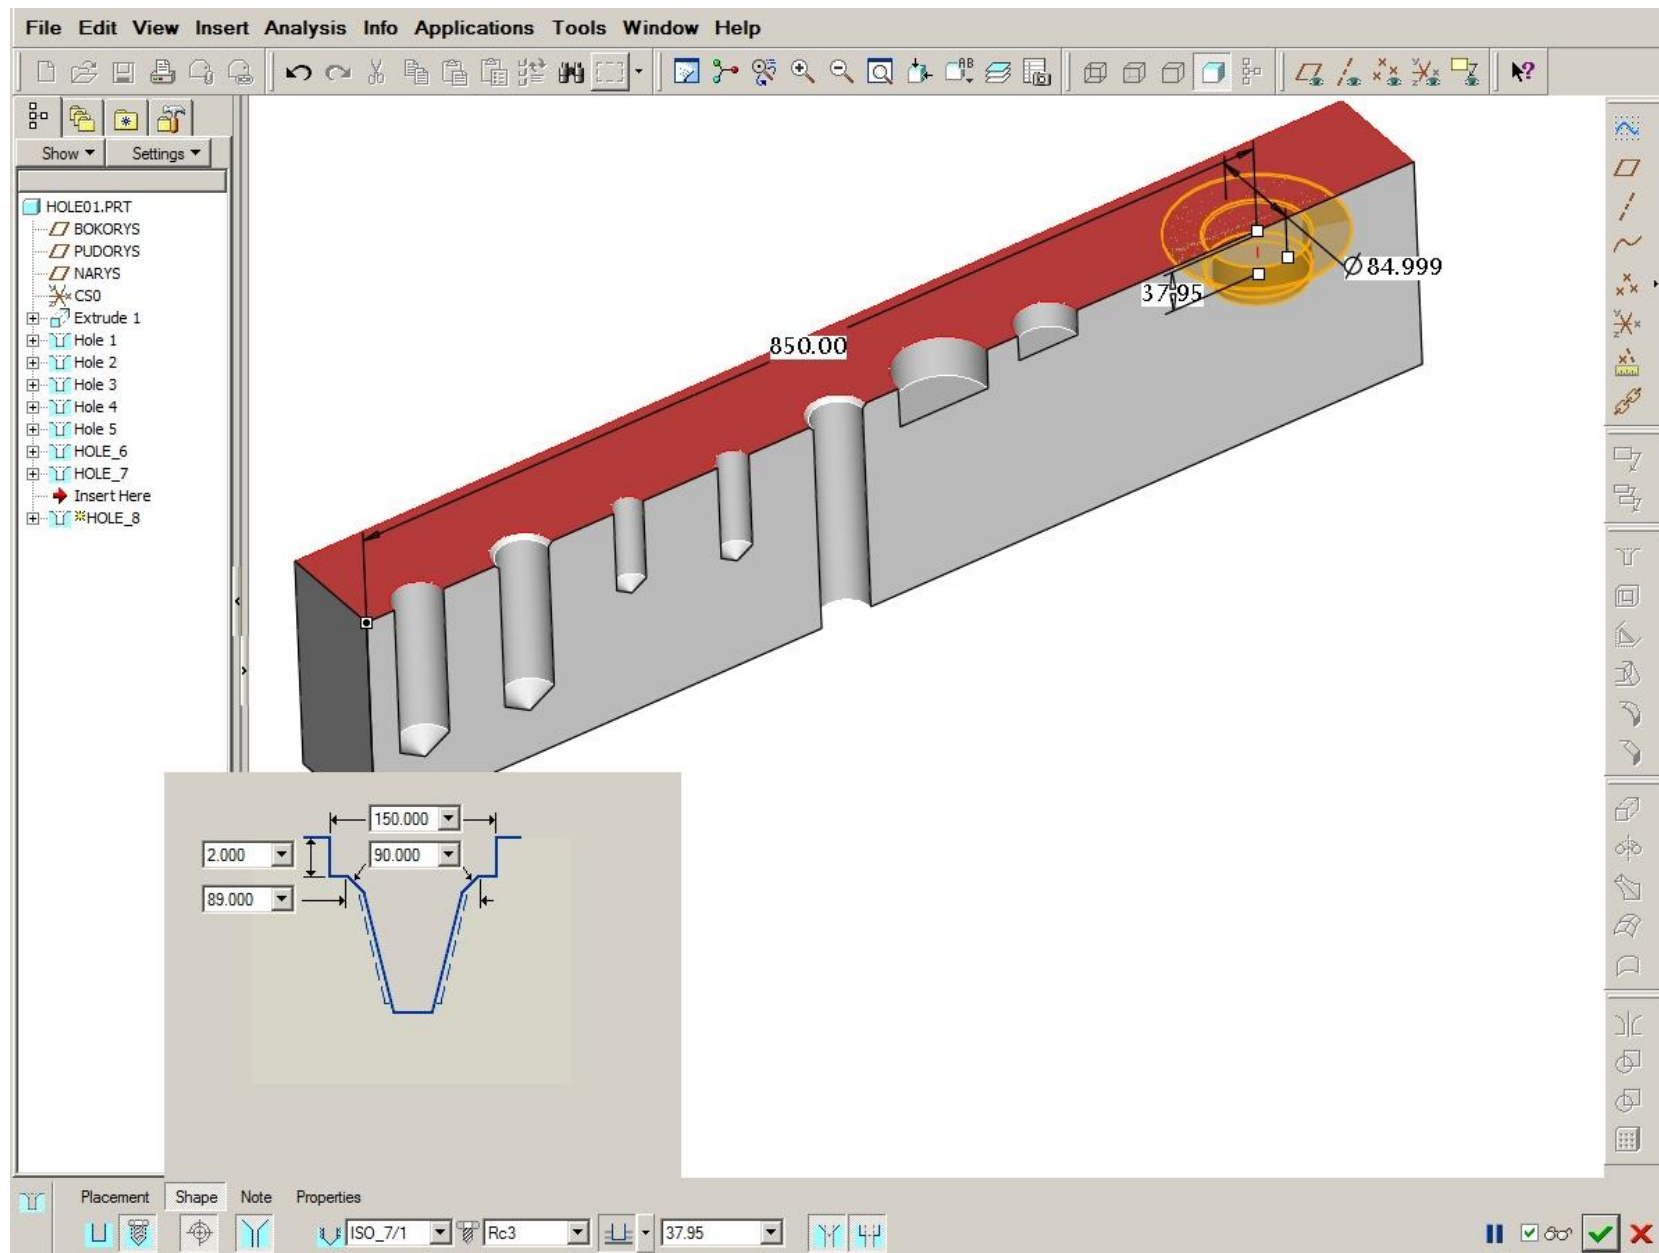 File Edit View Insert Analysis Info Applications Tools Window Help
Show Settings
HOLE01.PRT
BOKORYS
PUDORYS
NARYS
CS0
Extrude 1
Hole 1
Hole 2
Hole 3
Hole 4
Hole 5
HOLE_6
HOLE_7
Insert Here
HOLE_8
Ø 84.999
37.95
850.00
150.000
2.000
90.000
89.000
Placement Shape Note Properties
ISO_7/1 Rc3 37.95